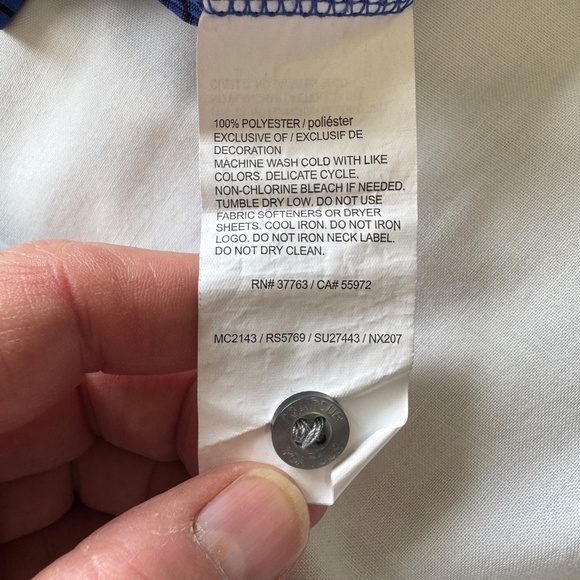 100% POLYESTER / poliéster
EXCLUSIVE OF / EXCLUSIF DE
DECORATION
MACHINE WASH COLD WITH LIKE
COLORS. DELICATE CYCLE.
NON-CHLORINE BLEACH IF NEEDED.
TUMBLE DRY LOW. DO NOT USE
FABRIC SOFTENERS OR DRYER
SHEETS. COOL IRON. DO NOT IRON
LOGO. DO NOT IRON NECK LABEL.
DO NOT DRY CLEAN.
RN# 37763 / CA# 55972
MC2143 / RS5769 / SU27443 / NX207